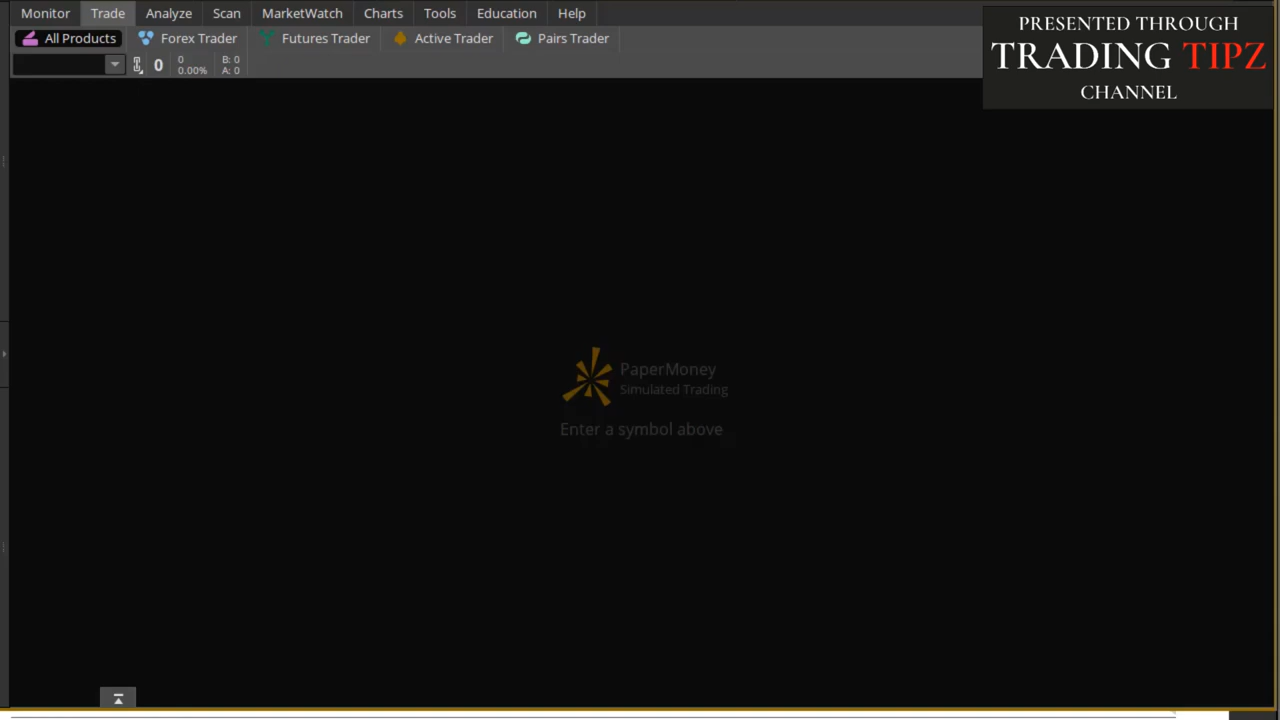 Monitor Trade Analyze Scan MarketWatch Charts Tools Education Help
All Products Forex Trader Futures Trader Active Trader Pairs Trader
0 0 B: 0
0.00% A: 0
PRESENTED THROUGH
TRADING TIPZ
CHANNEL
PaperMoney
Simulated Trading
Enter a symbol above